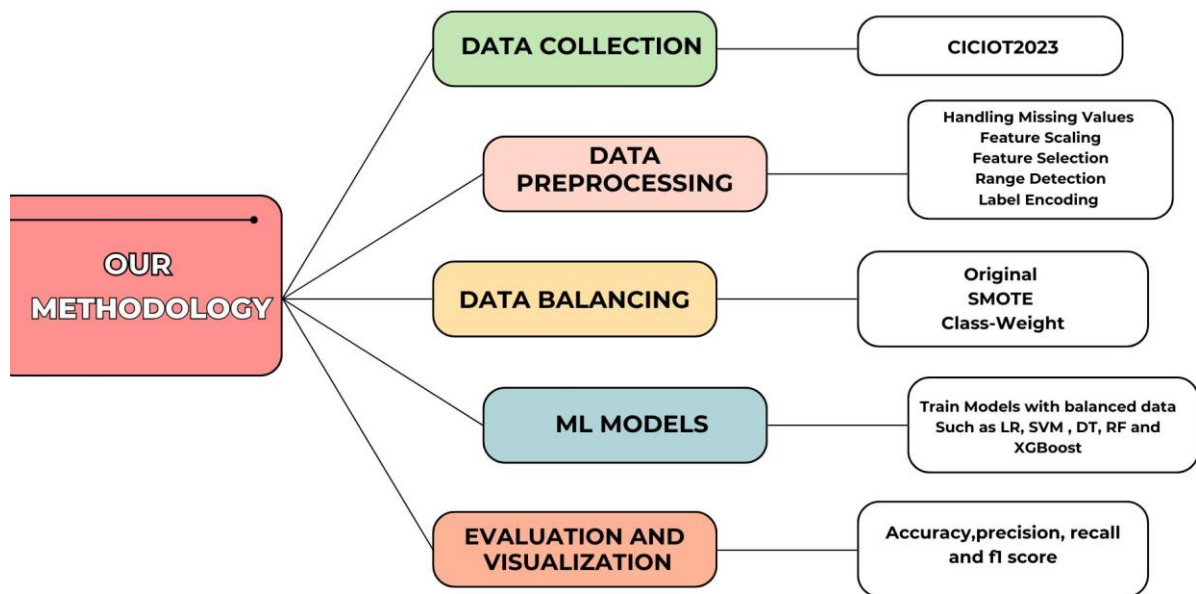 OUR
METHODOLOGY
DATA COLLECTION
CICIOT2023
DATA
PREPROCESSING
Handling Missing Values
Feature Scaling
Feature Selection
Range Detection
Label Encoding
DATA BALANCING
Original
SMOTE
Class-Weight
ML MODELS
Train Models with balanced data
Such as LR, SVM , DT, RF and
XGBoost
EVALUATION AND
VISUALIZATION
Accuracy,precision, recall
and f1 score